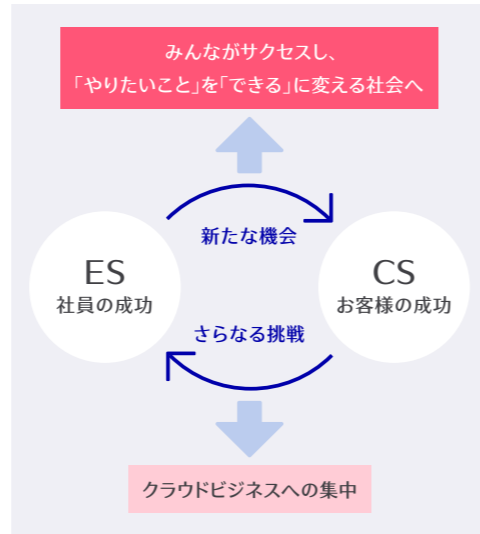 みんながサクセスし、
「やりたいこと」を「できる」に変える社会へ
新たな機会
ES
社員の成功
CS
お客様の成功
さらなる挑戦
クラウドビジネスへの集中